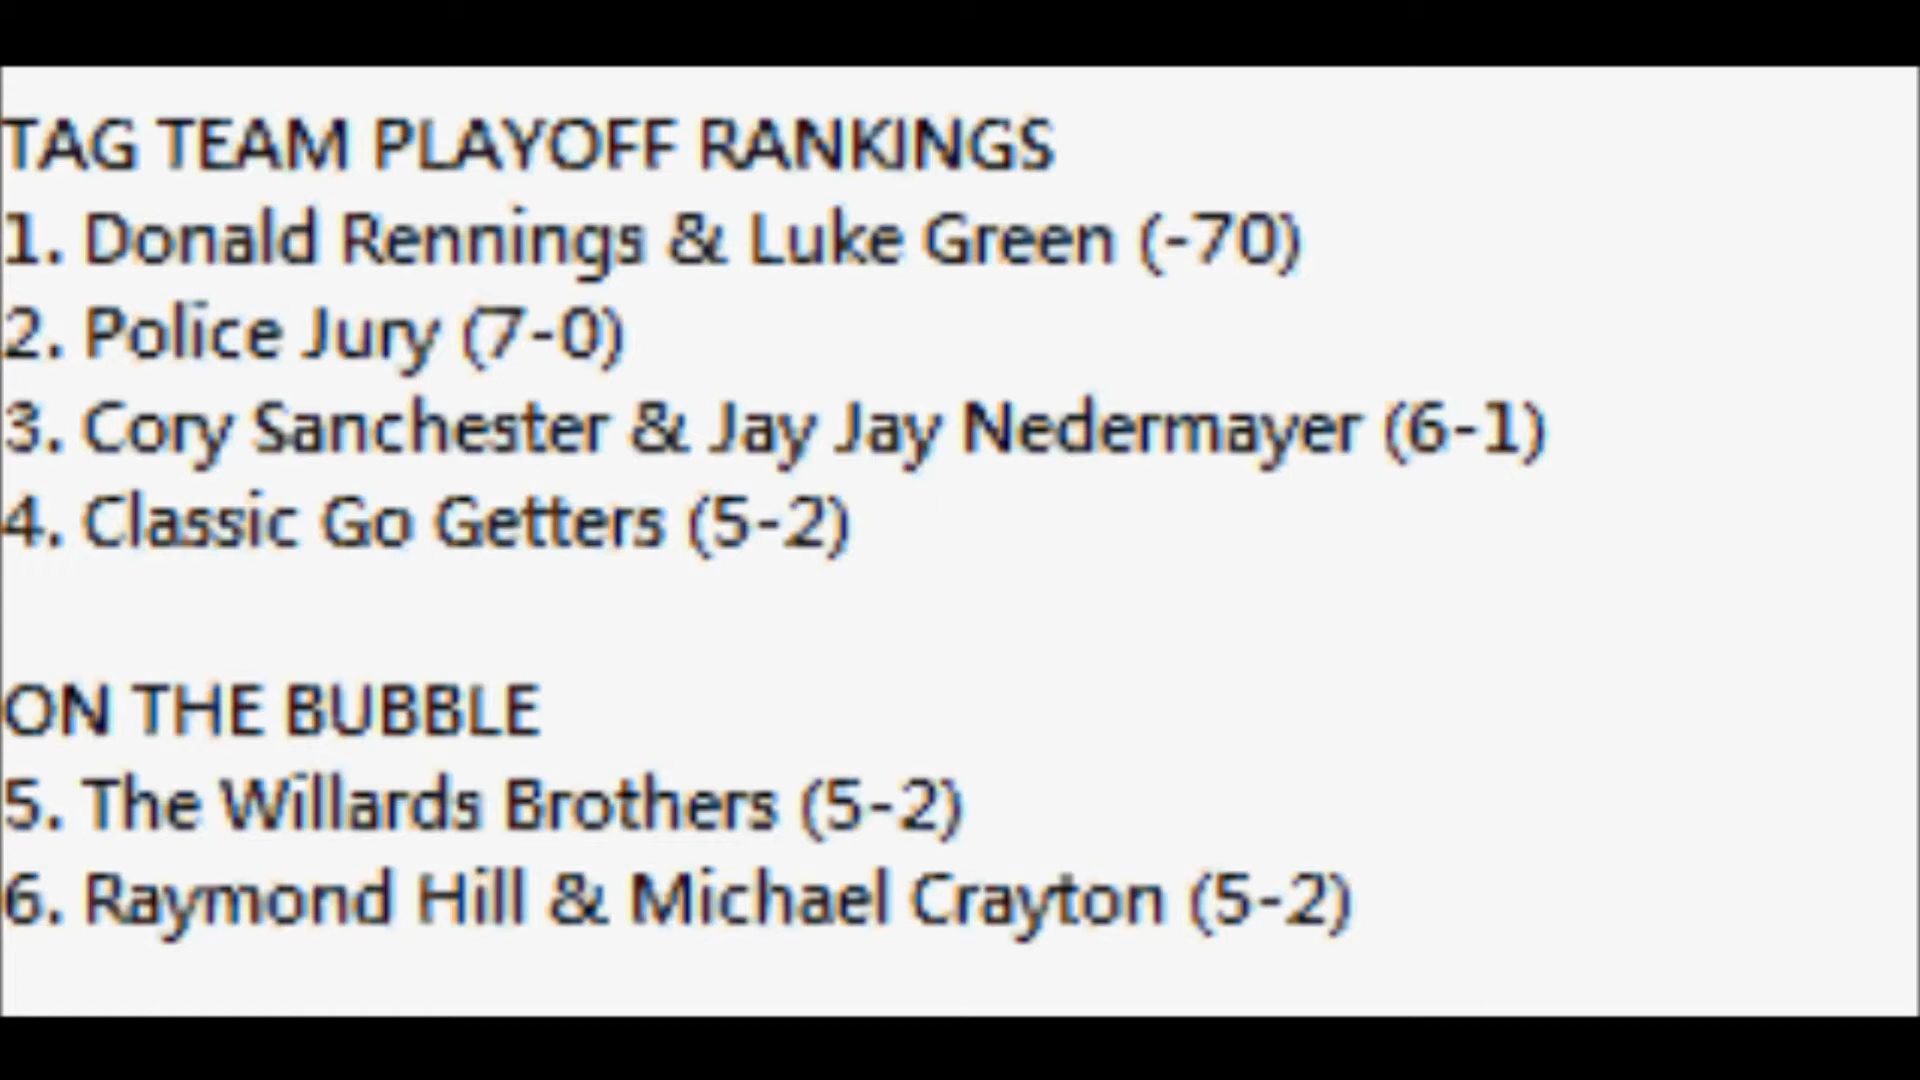 TAG TEAM PLAYOFF RANKINGS
1. Donald Rennings & Luke Green (-70)
2. Police Jury (7-0)
3. Cory Sanchester & Jay Jay Nedermayer (6-1)
4. Classic Go Getters (5-2)
ON THE BUBBLE
5. The Willards Brothers (5-2)
6. Raymond Hill & Michael Crayton (5-2)